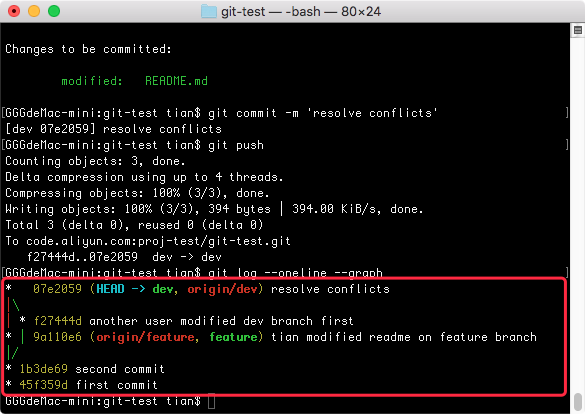 git-test — -bash — 80×24
Changes to be committed:
modified:   README.md
[GGGdeMac-mini:git-test tian$ git commit -m 'resolve conflicts' ]
[dev 07e2059] resolve conflicts
[GGGdeMac-mini:git-test tian$ git push ]
Counting objects: 3, done.
Delta compression using up to 4 threads.
Compressing objects: 100% (3/3), done.
Writing objects: 100% (3/3), 394 bytes | 394.00 KiB/s, done.
Total 3 (delta 0), reused 0 (delta 0)
To code.aliyun.com:proj-test/git-test.git
   f27444d..07e2059  dev -> dev
[GGGdeMac-mini:git-test tian$ git log --oneline --graph ]
*   07e2059 (HEAD -> dev, origin/dev) resolve conflicts
|\
| * f27444d another user modified dev branch first
* | 9a110e6 (origin/feature, feature) tian modified readme on feature branch
|/
* 1b3de69 second commit
* 45f359d first commit
GGGdeMac-mini:git-test tian$